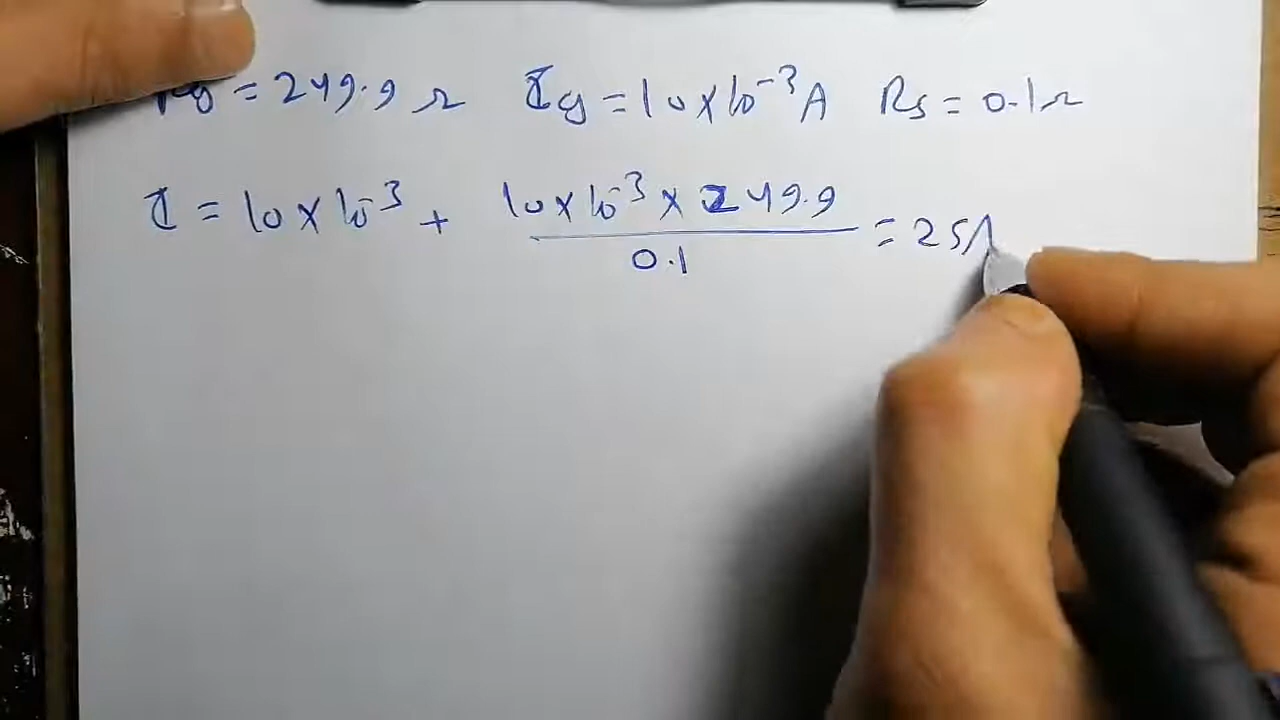 Rg = 249.9 Ω Ig = 10 × 10⁻³ A Rs = 0.1 Ω
I = 10 × 10⁻³ + (10 × 10⁻³ × 249.9) / 0.1 = 25A